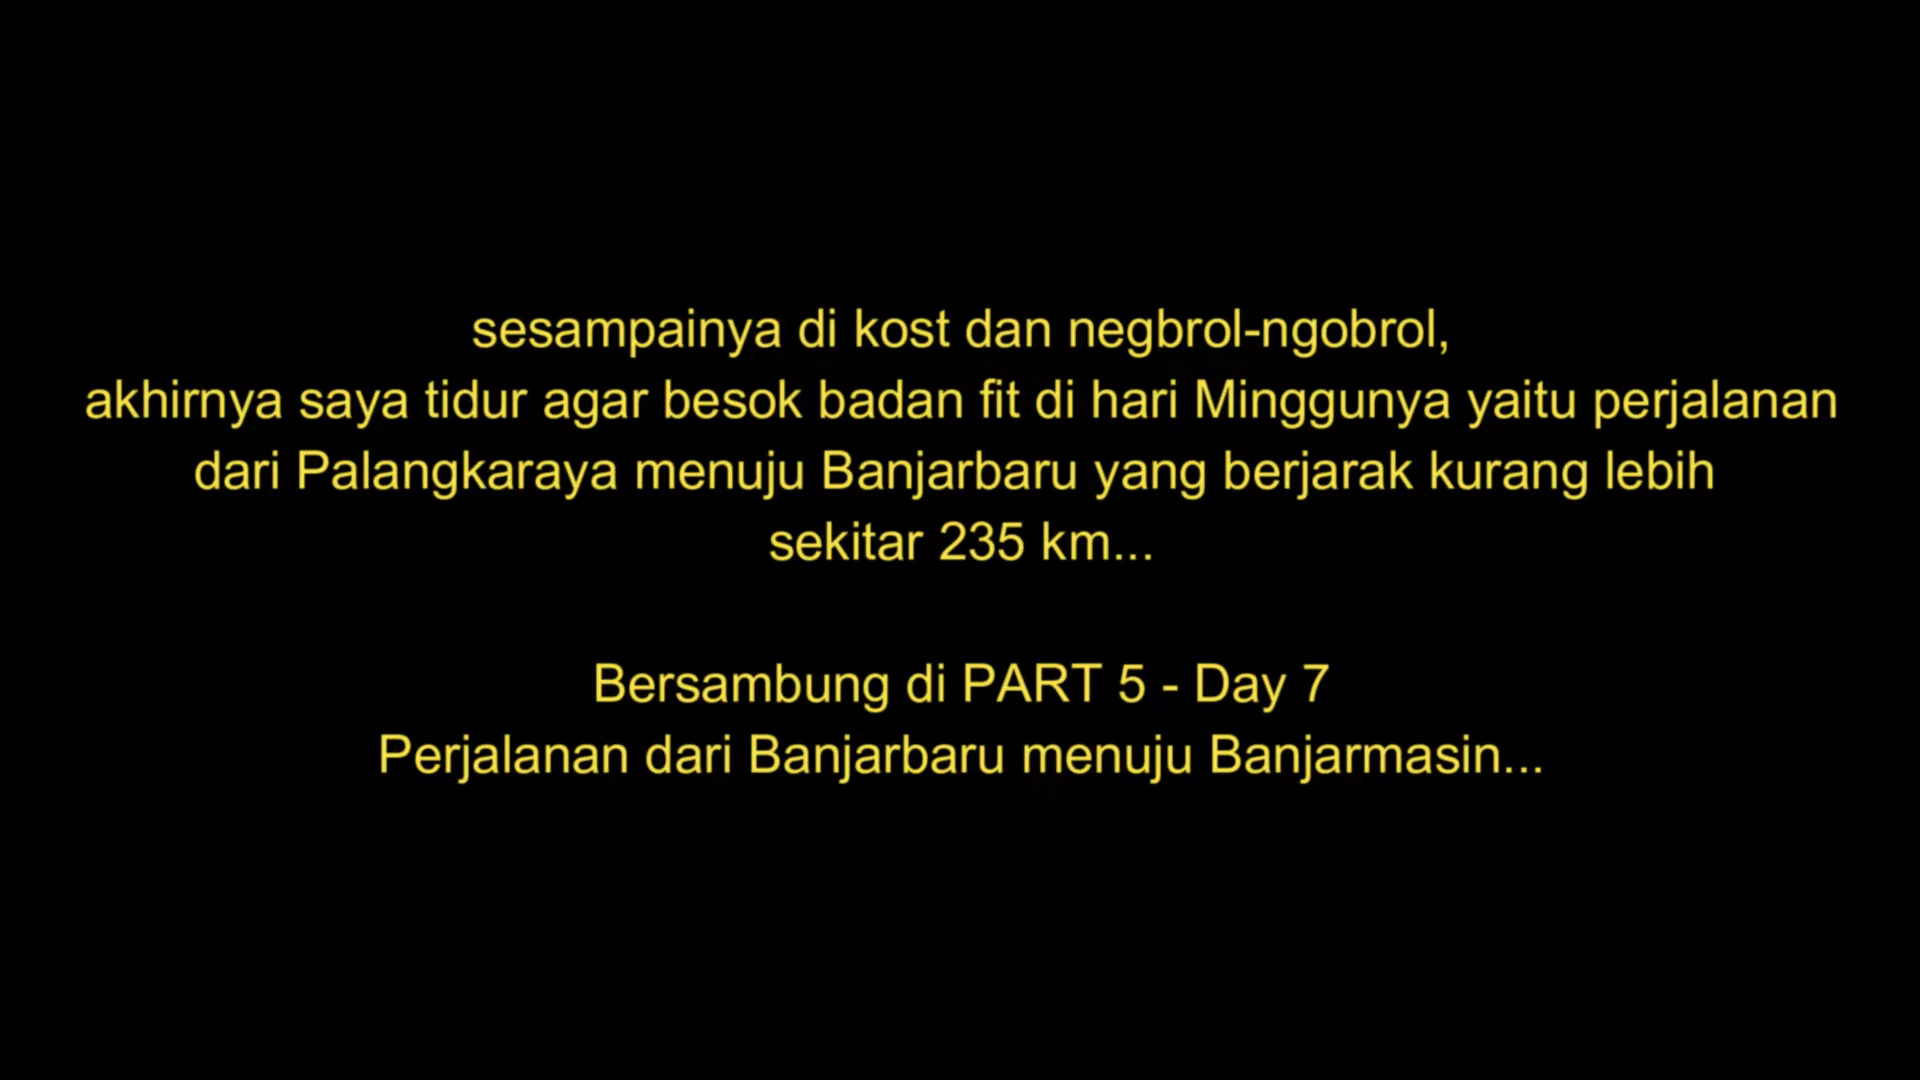 sesampainya di kost dan negbrol-ngobrol,
akhirnya saya tidur agar besok badan fit di hari Minggunya yaitu perjalanan
dari Palangkaraya menuju Banjarbaru yang berjarak kurang lebih
sekitar 235 km...
Bersambung di PART 5 - Day 7
Perjalanan dari Banjarbaru menuju Banjarmasin...